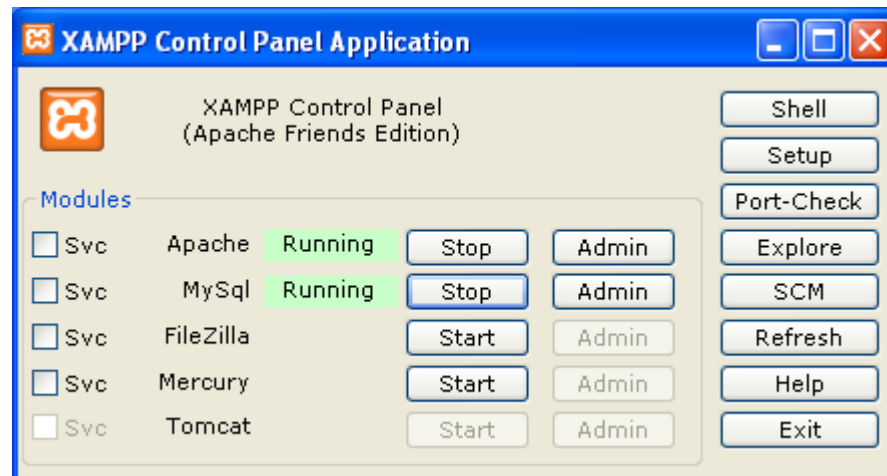 XAMPP Control Panel Application
XAMPP Control Panel
(Apache Friends Edition)
Shell
Setup
Port-Check
Explore
SCM
Refresh
Help
Exit
Modules
Svc Apache Running Stop Admin
Svc MySql Running Stop Admin
Svc FileZilla Start Admin
Svc Mercury Start Admin
Svc Tomcat Start Admin